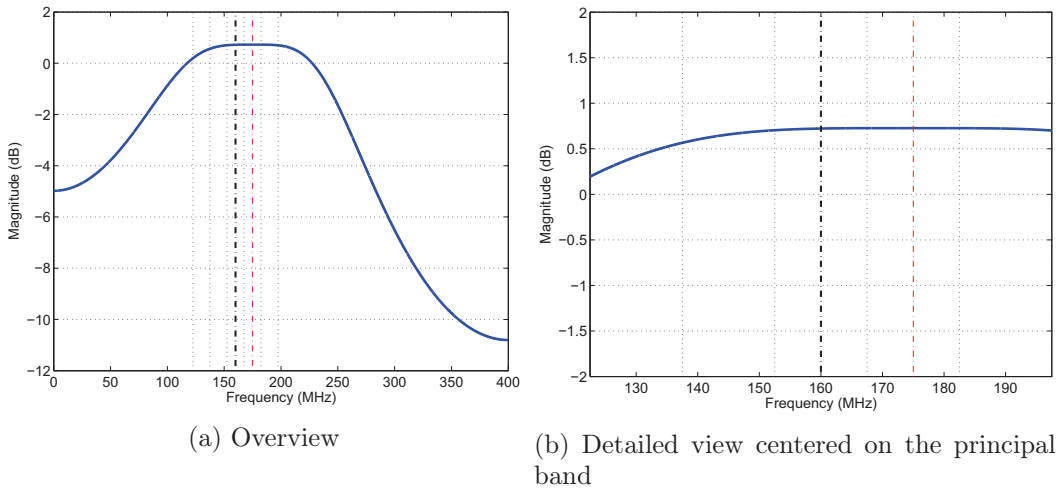 2
0
−2
−4
−6
−8
−10
−12
Magnitude (dB)
0 50 100 150 200 250 300 350 400
Frequency (MHz)
(a) Overview
2
1.5
1
0.5
0
−0.5
−1
−1.5
−2
Magnitude (dB)
130 140 150 160 170 180 190
Frequency (MHz)
(b) Detailed view centered on the principal
band